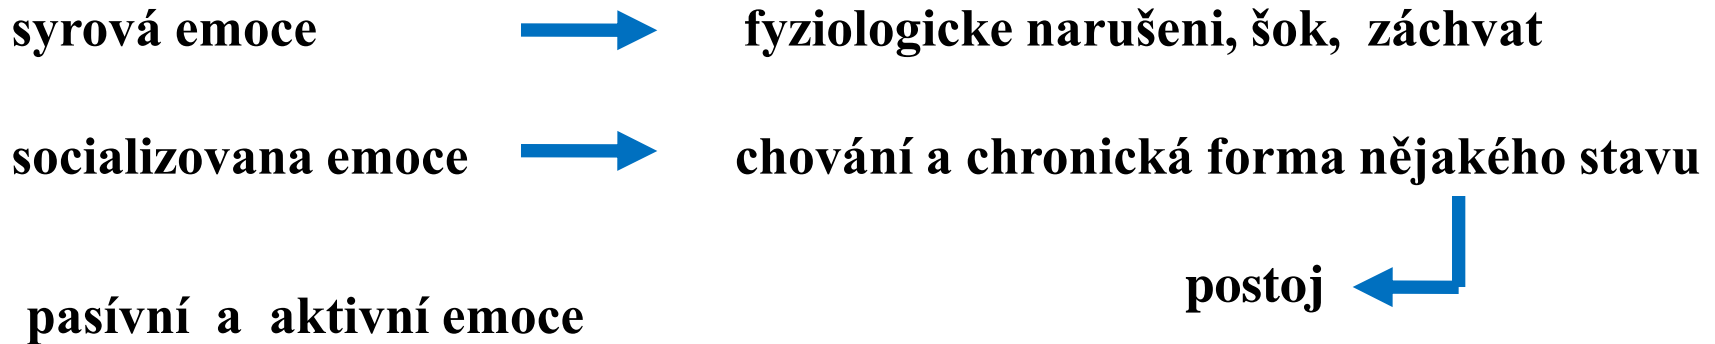 syrová emoce fyziologicke narušeni, šok, záchvat
socializovana emoce chování a chronická forma nějakého stavu
postoj
pasívní a aktivní emoce